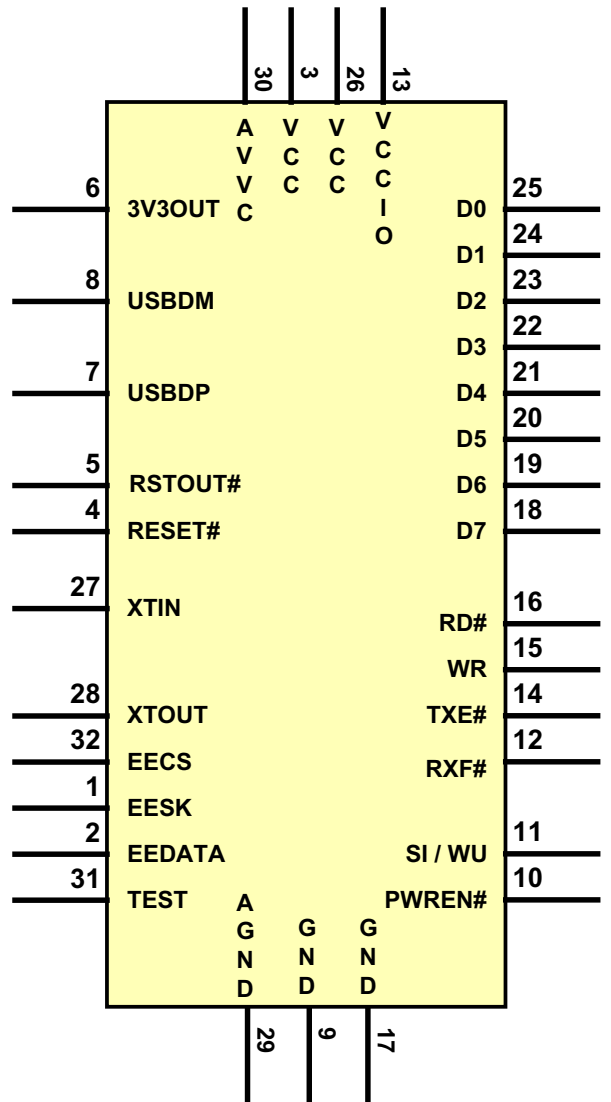 30 3 26 13
AVVC VCC VCC VCCIO
6 3V3OUT D0 25
D1 24
8 USBDM D2 23
D3 22
7 USBDP D4 21
D5 20
5 RSTOUT# D6 19
4 RESET# D7 18
27 XTIN RD# 16
WR 15
28 XTOUT TXE# 14
32 EECS RXF# 12
1 EESK
2 EEDATA SI / WU 11
31 TEST PWREN# 10
AGND GND GND
29 9 17